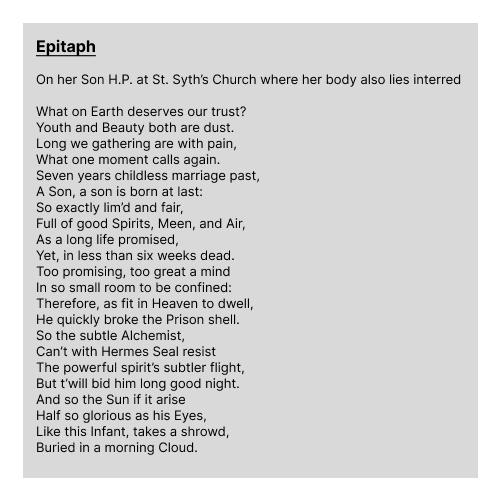 Epitaph
On her Son H.P. at St. Syth’s Church where her body also lies interred
What on Earth deserves our trust?
Youth and Beauty both are dust.
Long we gathering are with pain,
What one moment calls again.
Seven years childless marriage past,
A Son, a son is born at last:
So exactly lim’d and fair,
Full of good Spirits, Meen, and Air,
As a long life promised,
Yet, in less than six weeks dead.
Too promising, too great a mind
In so small room to be confined:
Therefore, as fit in Heaven to dwell,
He quickly broke the Prison shell.
So the subtle Alchemist,
Can’t with Hermes Seal resist
The powerful spirit’s subtler flight,
But t’will bid him long good night.
And so the Sun if it arise
Half so glorious as his Eyes,
Like this Infant, takes a shrowd,
Buried in a morning Cloud.